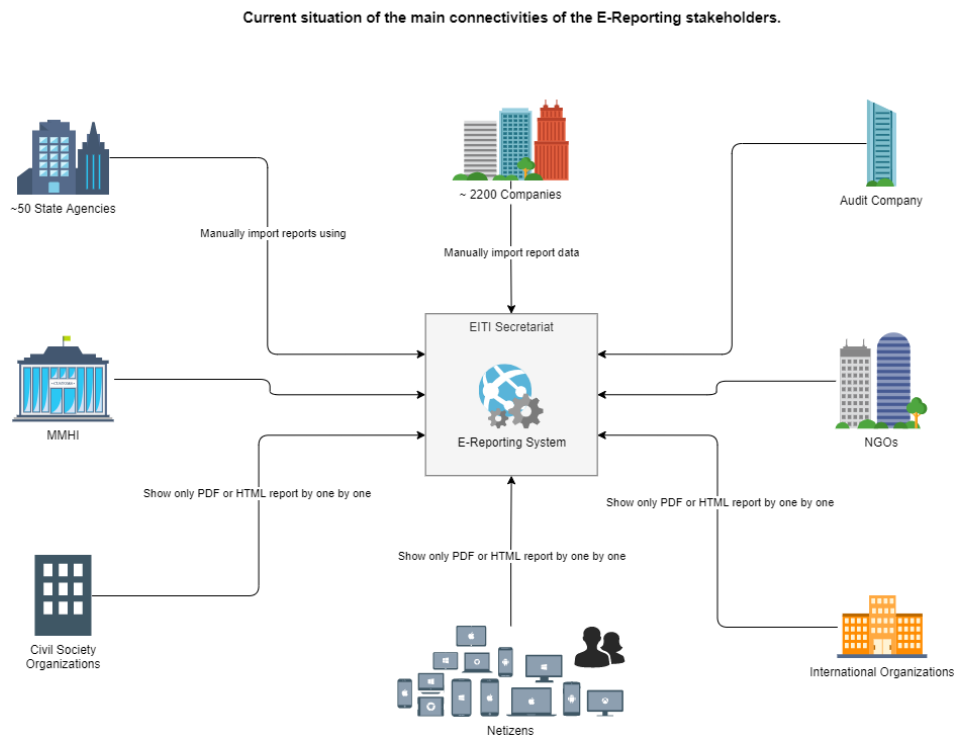 Current situation of the main connectivities of the E-Reporting stakeholders.
~50 State Agencies
~ 2200 Companies
Audit Company
Manually import reports using
Manually import report data
EITI Secretariat
E-Reporting System
MMHI
NGOs
Show only PDF or HTML report by one by one
Show only PDF or HTML report by one by one
Show only PDF or HTML report by one by one
Civil Society
Organizations
International Organizations
Netizens